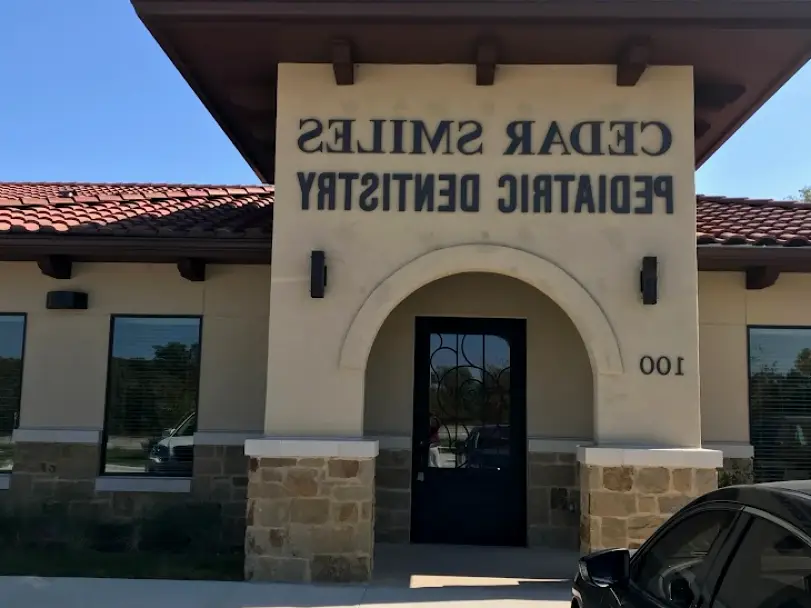 CEDAR SMILES
PEDIATRIC DENTISTRY
100